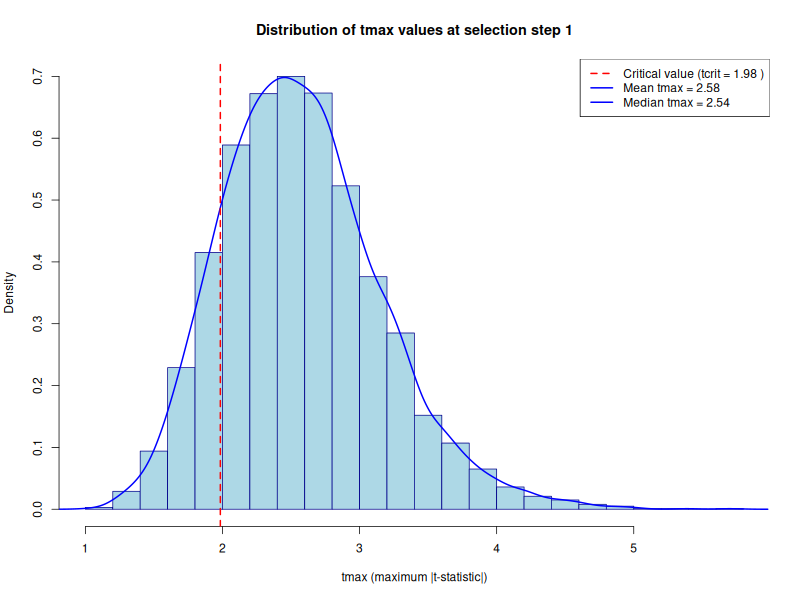 Distribution of tmax values at selection step 1
Critical value (tcrit = 1.98 )
Mean tmax = 2.58
Median tmax = 2.54
0.7
0.6
0.5
0.4
0.3
0.2
0.1
0.0
Density
1 2 3 4 5
tmax (maximum |t-statistic|)